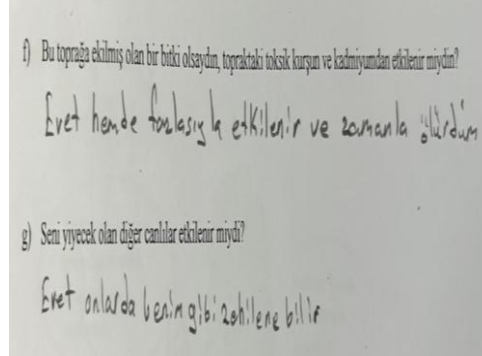 f) Bu toprağa ekilmiş olan bir bitki olsaydın, topraktaki toksik kurşun ve kadmiyumdan etkilenir miydin?
Evet hemde fazlasıyla etkilenir ve zamanla ölürdüm
g) Seni yiyecek olan diğer canlılar etkilenir miydi?
Evet onlarda benim gibi zehilene bilir